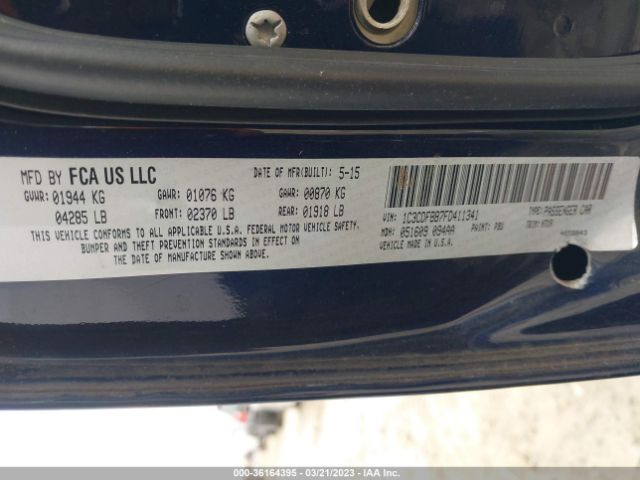 MFD BY FCA US LLC
DATE OF MFR(BUILT): 5-15
GVWR: 01944 KG
GAWR: 01076 KG
GAWR: 00870 KG
04285 LB
FRONT: 02370 LB
REAR: 01918 LB
THIS VEHICLE CONFORMS TO ALL APPLICABLE U.S.A. FEDERAL MOTOR VEHICLE SAFETY,
BUMPER AND THEFT PREVENTION STANDARDS IN EFFECT ON
THE DATE OF MANUFACTURE SHOWN ABOVE.
VIN: 1C3CDFBB7FD411341
TYPE: PASSENGER CAR
MDH: 051609 094AA
PAINT: PBU
TRIM:
VEHICLE MADE IN U.S.A.
000-36164395 | 03/21/2023 | IAA Inc.